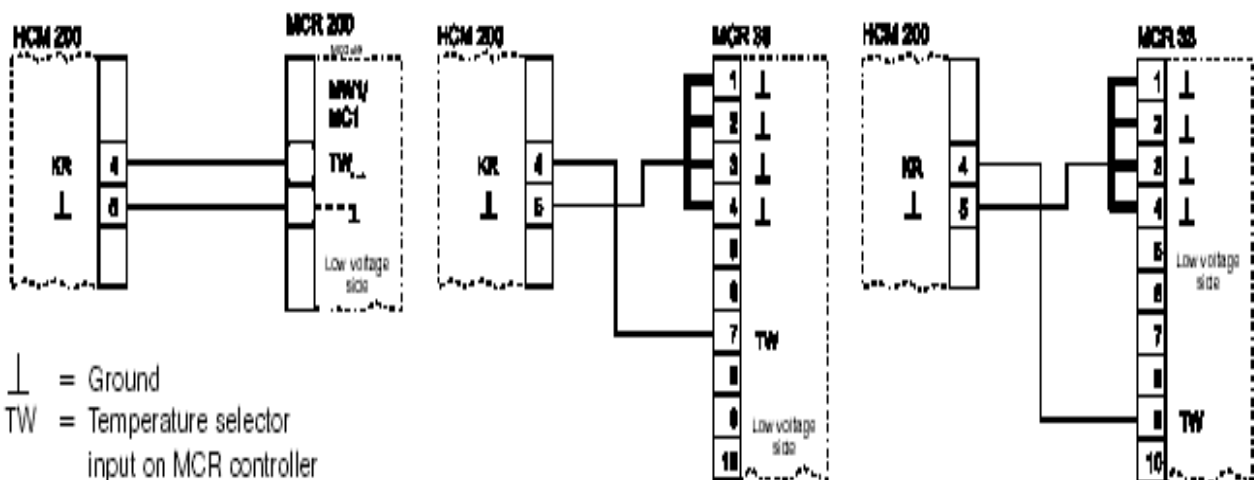 HCM 200
MCR 200
MW1/
MC1
KR 4
TW
⊥ 5
⊥
Low voltage
side
HCM 200
MCR 36
1 ⊥
2 ⊥
KR 4
3 ⊥
⊥ 5
4 ⊥
5
6
7 TW
8
9
10
Low voltage
side
HCM 200
MCR 36
1 ⊥
2 ⊥
KR 4
3 ⊥
⊥ 5
4 ⊥
5
6
7
8
9 TW
10
Low voltage
side
⊥ = Ground
TW = Temperature selector
input on MCR controller